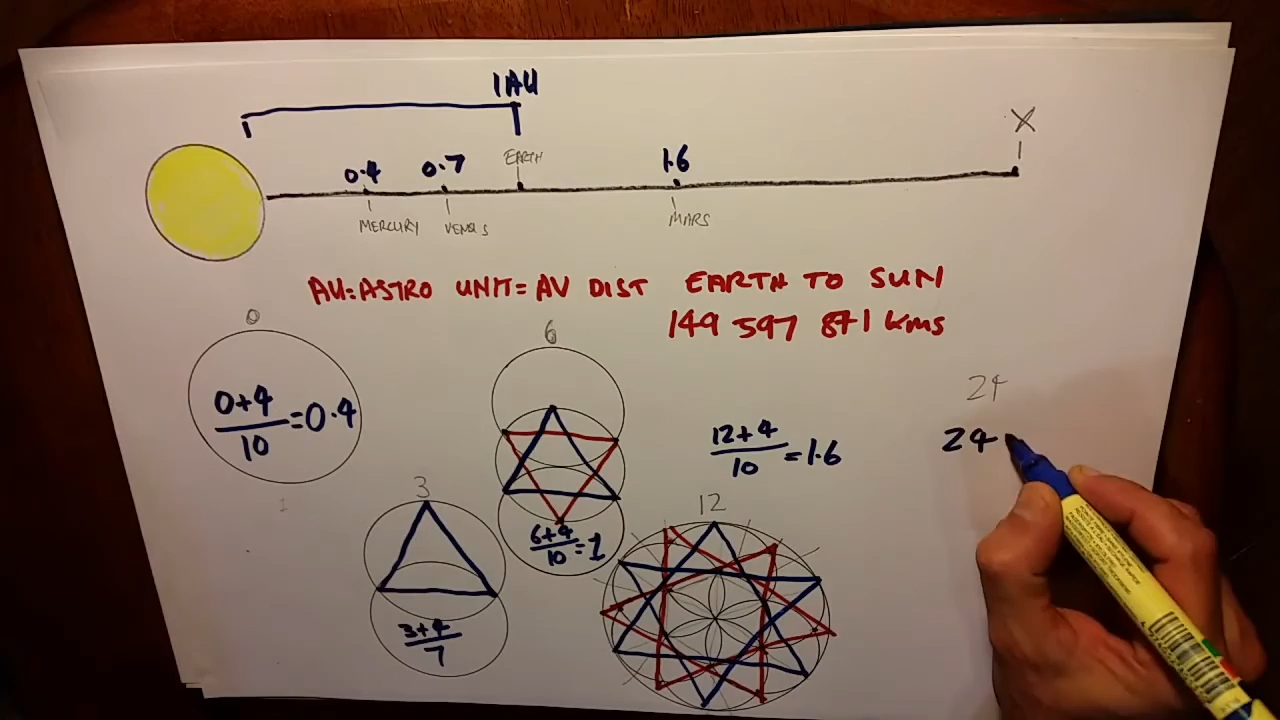 1AU
X
0.4
0.7
EARTH
1.6
MERCURY
VENUS
MARS
AU=ASTRO UNIT=AV DIST EARTH TO SUN
149 597 871 kms
0
0+4
10
=0.4
3
3+4
7
6
6+4
10
=1
12+4
10
=1.6
12
24
24